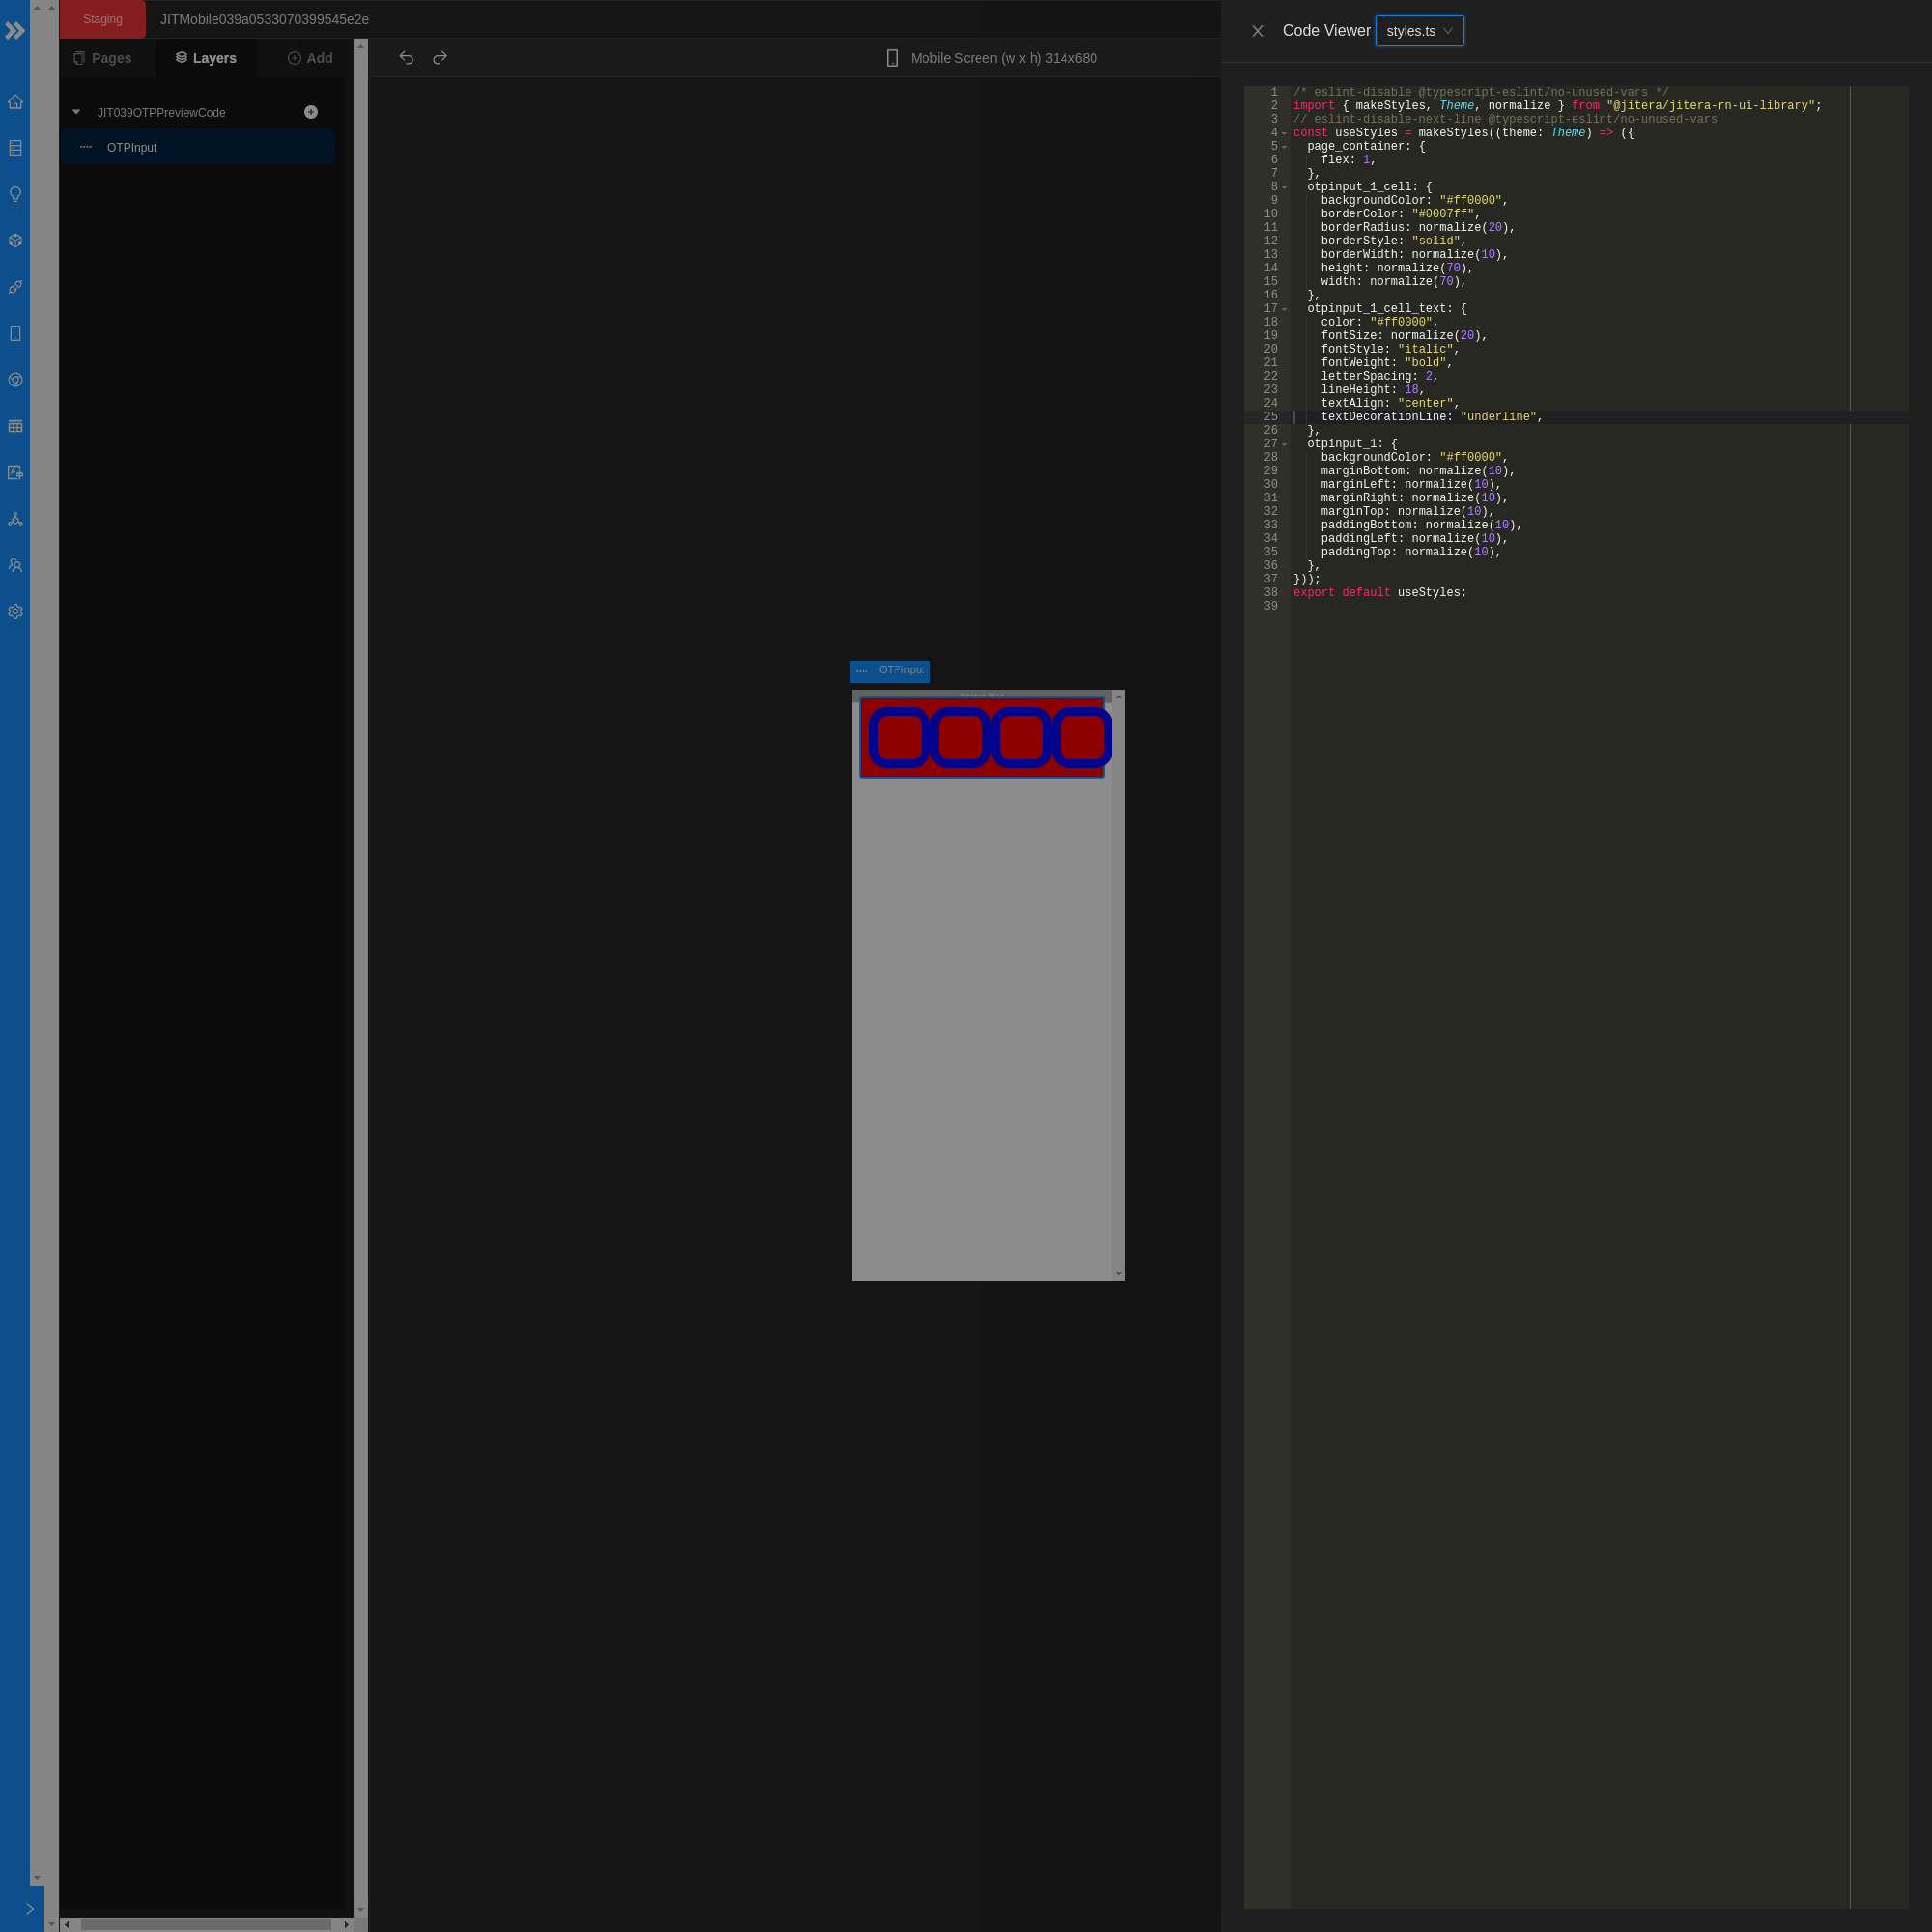 Staging
JITMobile039a0533070399545e2e
Pages
Layers
Add
JIT039OTPPreviewCode
OTPInput
Mobile Screen (w x h) 314x680
OTPInput
Code Viewer
styles.ts
1 /* eslint-disable @typescript-eslint/no-unused-vars */
2 import { makeStyles, Theme, normalize } from "@jitera/jitera-rn-ui-library";
3 // eslint-disable-next-line @typescript-eslint/no-unused-vars
4 const useStyles = makeStyles((theme: Theme) => ({
5 page_container: {
6 flex: 1,
7 },
8 otpinput_1_cell: {
9 backgroundColor: "#ff0000",
10 borderColor: "#0007ff",
11 borderRadius: normalize(20),
12 borderStyle: "solid",
13 borderWidth: normalize(10),
14 height: normalize(70),
15 width: normalize(70),
16 },
17 otpinput_1_cell_text: {
18 color: "#ff0000",
19 fontSize: normalize(20),
20 fontStyle: "italic",
21 fontWeight: "bold",
22 letterSpacing: 2,
23 lineHeight: 18,
24 textAlign: "center",
25 textDecorationLine: "underline",
26 },
27 otpinput_1: {
28 backgroundColor: "#ff0000",
29 marginBottom: normalize(10),
30 marginLeft: normalize(10),
31 marginRight: normalize(10),
32 marginTop: normalize(10),
33 paddingBottom: normalize(10),
34 paddingLeft: normalize(10),
35 paddingTop: normalize(10),
36 },
37 }));
38 export default useStyles;
39